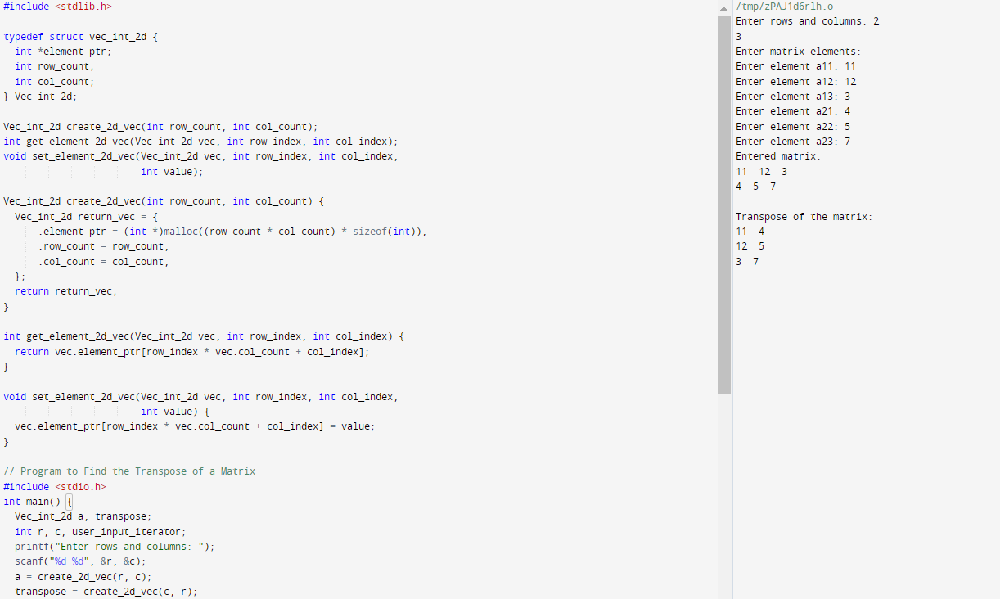 #include <stdlib.h>
typedef struct vec_int_2d {
int *element_ptr;
int row_count;
int col_count;
} Vec_int_2d;
Vec_int_2d create_2d_vec(int row_count, int col_count);
int get_element_2d_vec(Vec_int_2d vec, int row_index, int col_index);
void set_element_2d_vec(Vec_int_2d vec, int row_index, int col_index,
int value);
Vec_int_2d create_2d_vec(int row_count, int col_count) {
Vec_int_2d return_vec = {
.element_ptr = (int *)malloc((row_count * col_count) * sizeof(int)),
.row_count = row_count,
.col_count = col_count,
};
return return_vec;
}
int get_element_2d_vec(Vec_int_2d vec, int row_index, int col_index) {
return vec.element_ptr[row_index * vec.col_count + col_index];
}
void set_element_2d_vec(Vec_int_2d vec, int row_index, int col_index,
int value) {
vec.element_ptr[row_index * vec.col_count + col_index] = value;
}
// Program to Find the Transpose of a Matrix
#include <stdio.h>
int main() {
Vec_int_2d a, transpose;
int r, c, user_input_iterator;
printf("Enter rows and columns: ");
scanf("%d %d", &r, &c);
a = create_2d_vec(r, c);
transpose = create_2d_vec(c, r);
/tmp/zPAJ1d6rlh.o
Enter rows and columns: 2
3
Enter matrix elements:
Enter element a11: 11
Enter element a12: 12
Enter element a13: 3
Enter element a21: 4
Enter element a22: 5
Enter element a23: 7
Entered matrix:
11  12  3
4  5  7
Transpose of the matrix:
11  4
12  5
3  7